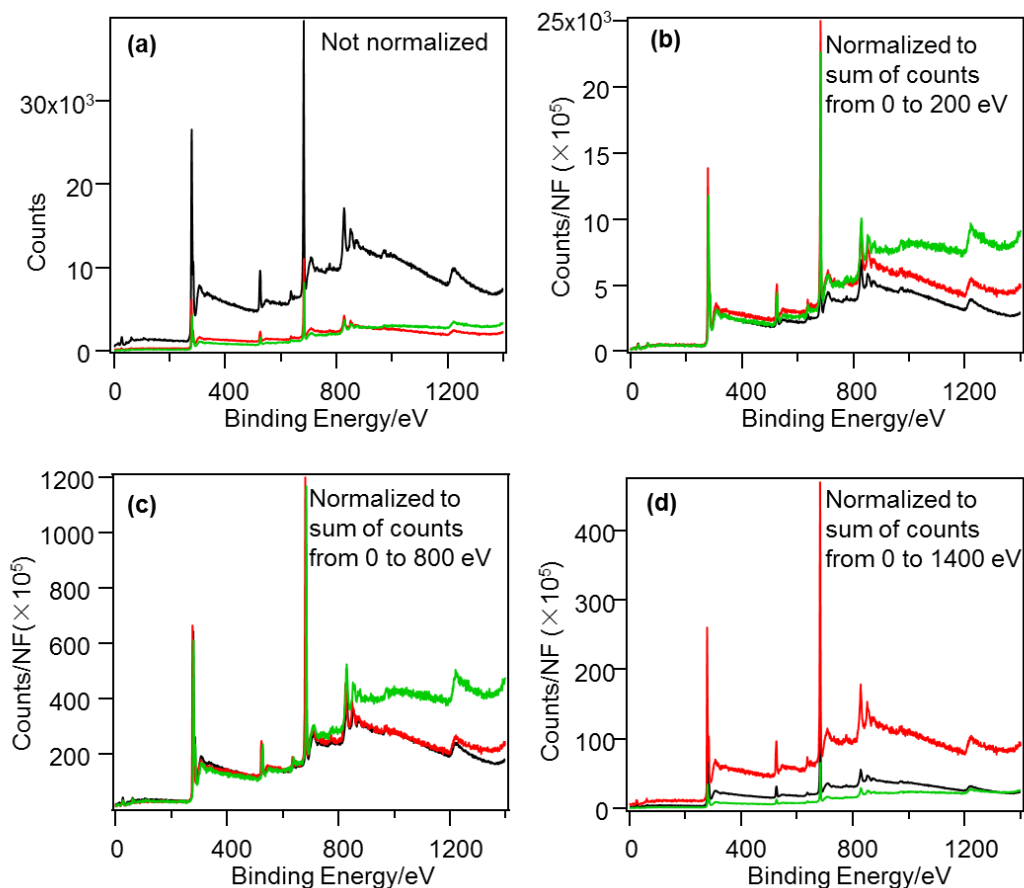 (a)
Not normalized
30x10³
20
10
0
Counts
0
400
800
1200
Binding Energy/eV
(b)
Normalized to
sum of counts
from 0 to 200 eV
25x10³
20
15
10
5
0
Counts/NF (×10⁵)
0
400
800
1200
Binding Energy/eV
(c)
Normalized to
sum of counts
from 0 to 800 eV
1200
1000
800
600
400
200
Counts/NF(×10⁵)
0
400
800
1200
Binding Energy/eV
(d)
Normalized to
sum of counts
from 0 to 1400 eV
400
300
200
100
0
Counts/NF (×10⁵)
0
400
800
1200
Binding Energy/eV